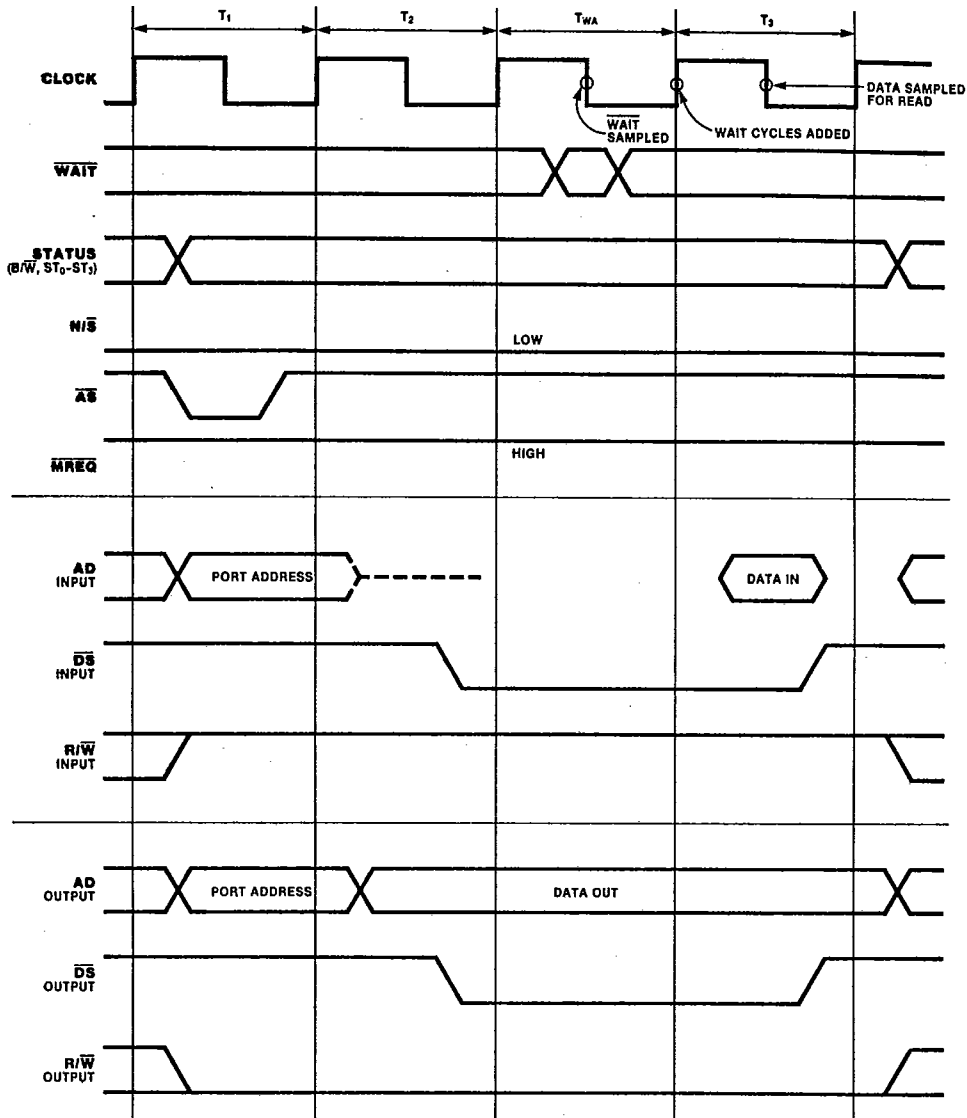 T1 T2 TWA T3
CLOCK
WAIT SAMPLED
WAIT CYCLES ADDED
DATA SAMPLED FOR READ
WAIT
STATUS
(B/W, ST0-ST3)
N/S
LOW
AS
MREQ
HIGH
AD
INPUT
PORT ADDRESS
DATA IN
DS
INPUT
R/W
INPUT
AD
OUTPUT
PORT ADDRESS
DATA OUT
DS
OUTPUT
R/W
OUTPUT